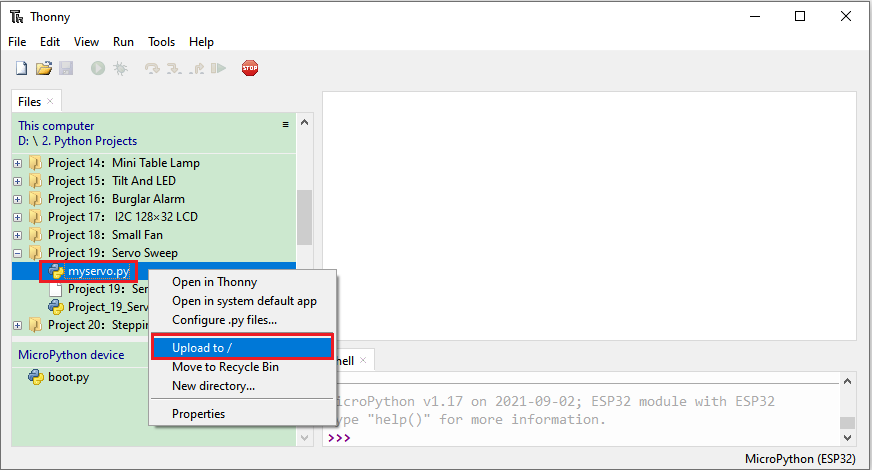 Thonny
File Edit View Run Tools Help
STOP
Files
This computer
D: \ 2. Python Projects
Project 14： Mini Table Lamp
Project 15： Tilt And LED
Project 16： Burglar Alarm
Project 17： I2C 128×32 LCD
Project 18： Small Fan
Project 19： Servo Sweep
myservo.py
Project 19： Ser
Project_19_Serv
Project 20： Steppin
Open in Thonny
Open in system default app
Configure .py files...
Upload to /
Move to Recycle Bin
New directory...
Properties
MicroPython device
boot.py
ell
icroPython v1.17 on 2021-09-02; ESP32 module with ESP32
ype "help()" for more information.
>>>
MicroPython (ESP32)